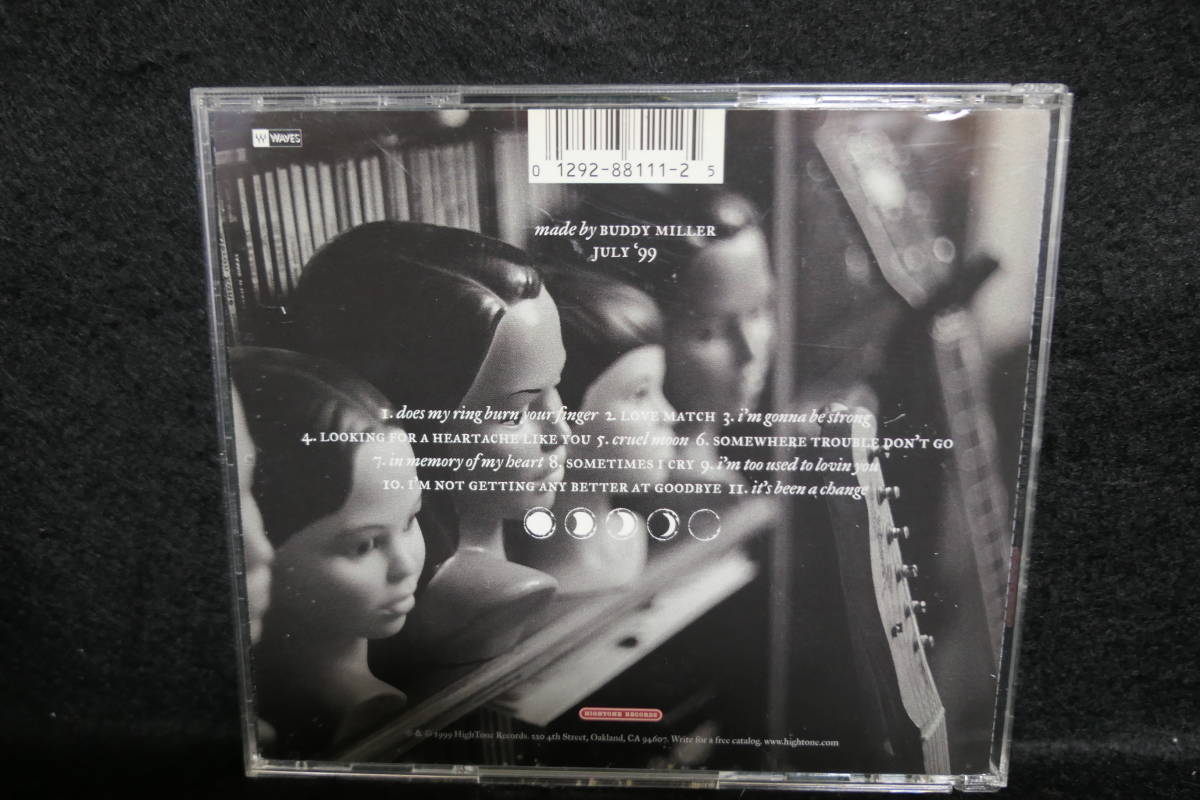 WAVES
0 1292-88111-2 5
made by BUDDY MILLER
JULY ‘99
1. does my ring burn your finger 2. LOVE MATCH 3. i'm gonna be strong
4. LOOKING FOR A HEARTACHE LIKE YOU 5. cruel moon 6. SOMEWHERE TROUBLE DON'T GO
7. in memory of my heart 8. SOMETIMES I CRY 9. i'm too used to lovin you
10. I'M NOT GETTING ANY BETTER AT GOODBYE 11. it's been a change
HIGHTONE RECORDS
℗ & © 1999 HighTone Records. 220 4th Street, Oakland, CA 94607. Write for a free catalog. www.hightone.com